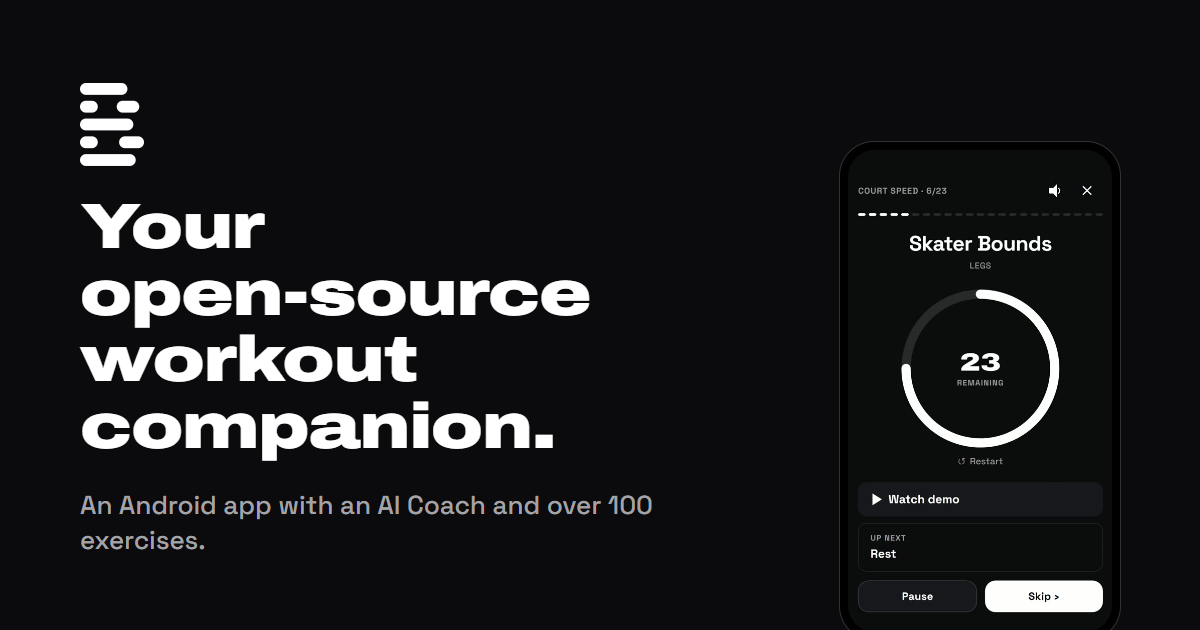 Your
open-source
workout
companion.
An Android app with an AI Coach and over 100
exercises.
COURT SPEED · 6/23
Skater Bounds
LEGS
23
REMAINING
↺ Restart
▶ Watch demo
UP NEXT
Rest
Pause
Skip ›